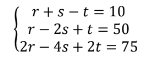 r + s − t = 10
r − 2s + t = 50
2r − 4s + 2t = 75